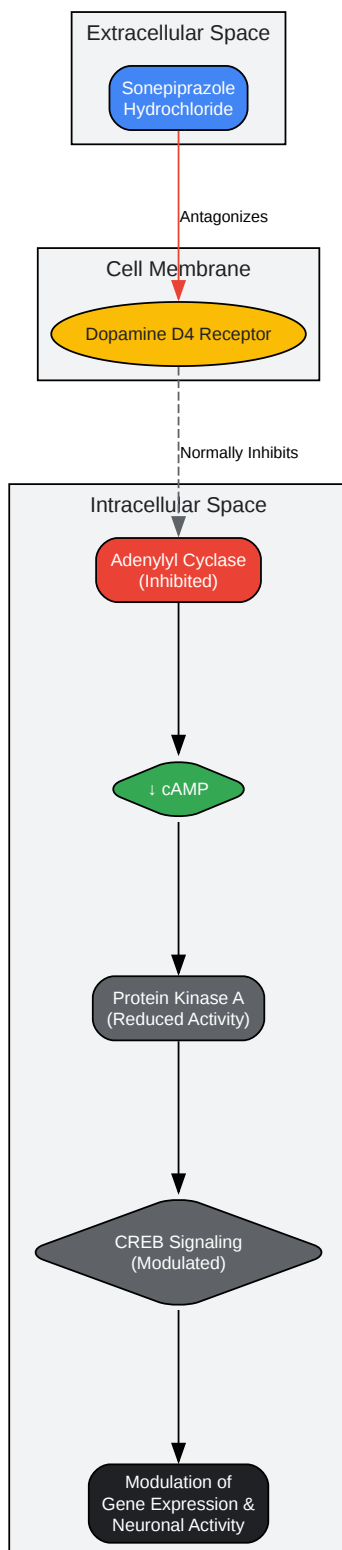 Extracellular Space
Sonepiprazole
Hydrochloride
Antagonizes
Cell Membrane
Dopamine D4 Receptor
Normally Inhibits
Intracellular Space
Adenylyl Cyclase
(Inhibited)
↓ cAMP
Protein Kinase A
(Reduced Activity)
CREB Signaling
(Modulated)
Modulation of
Gene Expression &
Neuronal Activity